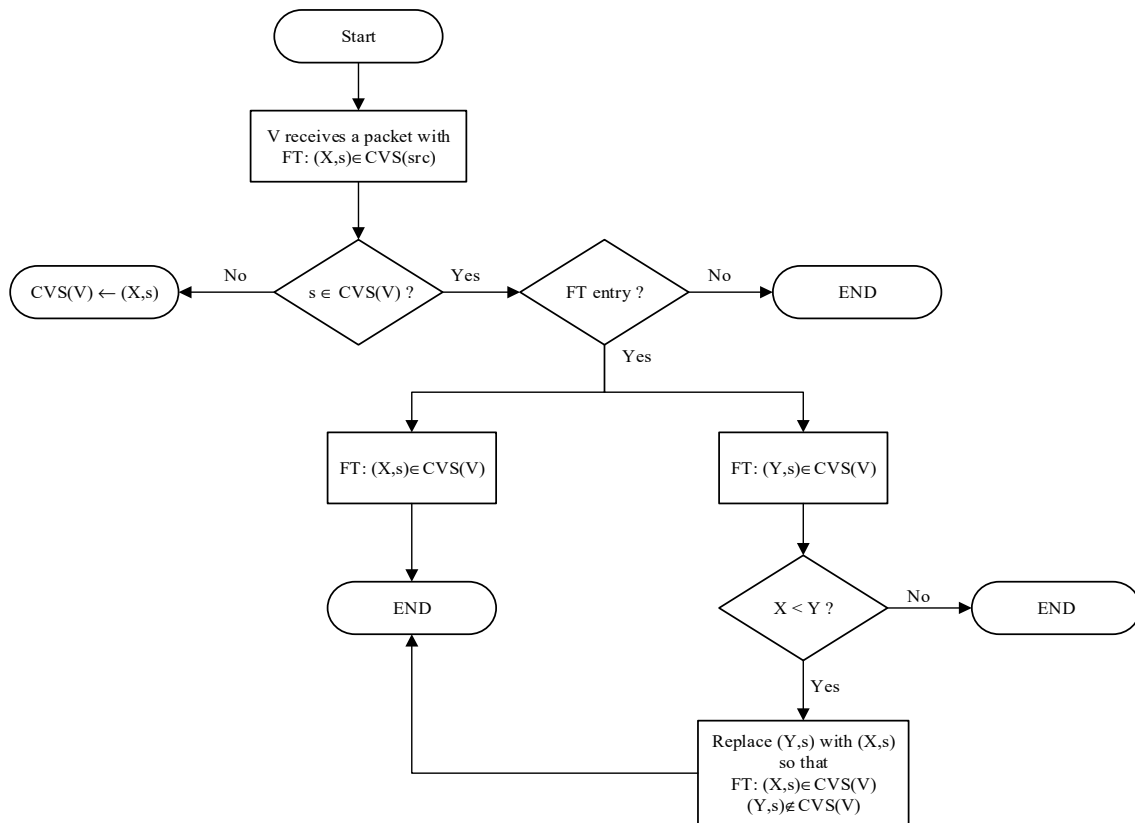 Start
V receives a packet with
FT: (X,s)∈CVS(src)
No
Yes
No
CVS(V) ← (X,s)
s ∈ CVS(V) ?
FT entry ?
END
Yes
FT: (X,s)∈CVS(V)
FT: (Y,s)∈CVS(V)
END
X < Y ?
No
END
Yes
Replace (Y,s) with (X,s)
so that
FT: (X,s)∈CVS(V)
(Y,s)∉CVS(V)